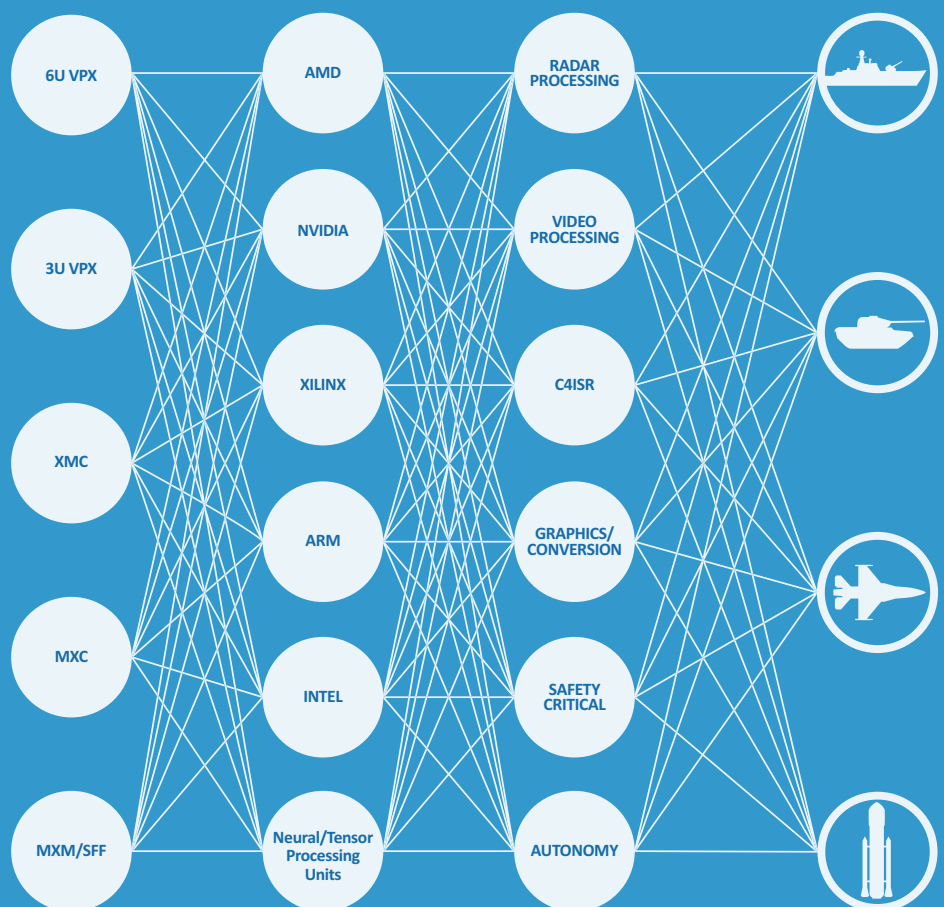 6U VPX
3U VPX
XMC
MXC
MXM/SFF
AMD
NVIDIA
XILINX
ARM
INTEL
Neural/Tensor
Processing
Units
RADAR
PROCESSING
VIDEO
PROCESSING
C4ISR
GRAPHICS/
CONVERSION
SAFETY
CRITICAL
AUTONOMY